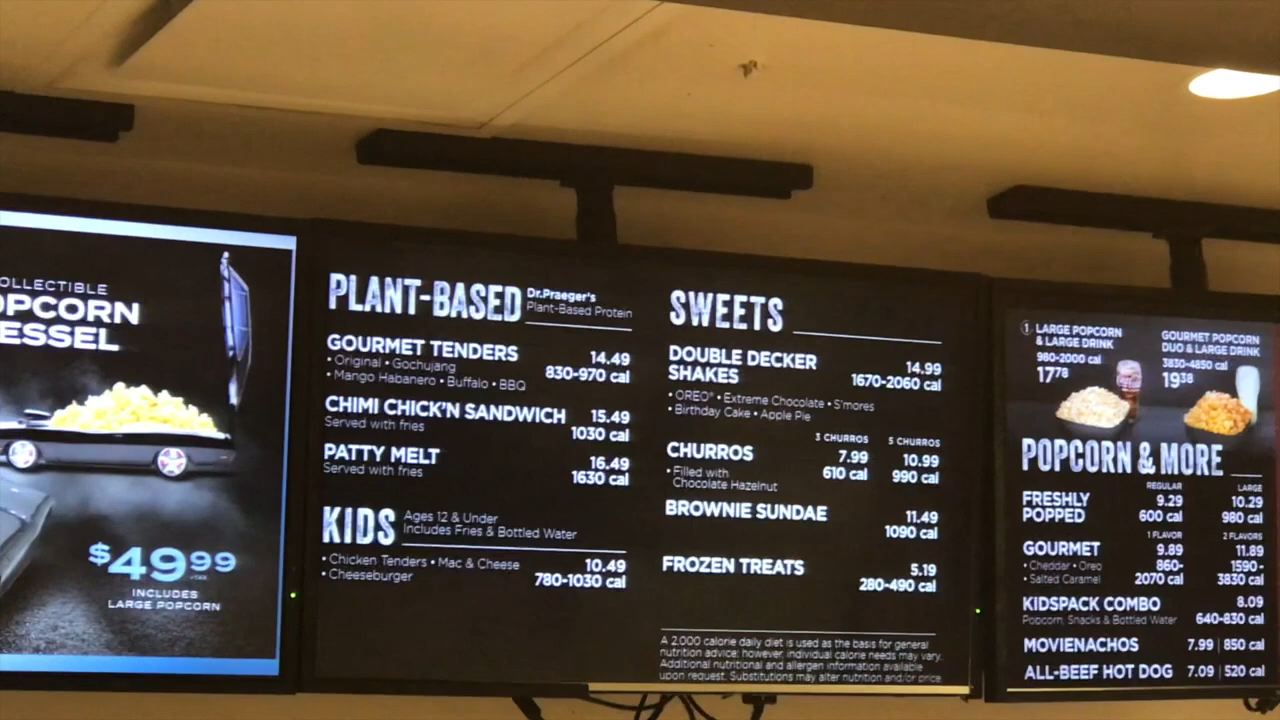 OLLECTIBLE
OPCORN
ESSEL
$49.99
+TAX
INCLUDES
LARGE POPCORN
PLANT-BASED
Dr.Praeger's
Plant-Based Protein
GOURMET TENDERS 14.49
• Original • Gochujang 830-970 cal
• Mango Habanero • Buffalo • BBQ
CHIMI CHICK'N SANDWICH 15.49
Served with fries 1030 cal
PATTY MELT 16.49
Served with fries 1630 cal
KIDS
Ages 12 & Under
Includes Fries & Bottled Water
• Chicken Tenders • Mac & Cheese 10.49
• Cheeseburger 780-1030 cal
SWEETS
DOUBLE DECKER 14.99
SHAKES 1670-2060 cal
• OREO® • Extreme Chocolate • S'mores
• Birthday Cake • Apple Pie
3 CHURROS 5 CHURROS
CHURROS 7.99 10.99
• Filled with 610 cal 990 cal
Chocolate Hazelnut
BROWNIE SUNDAE 11.49
1090 cal
FROZEN TREATS 5.19
280-490 cal
A 2,000 calorie daily diet is used as the basis for general
nutrition advice; however, individual calorie needs may vary.
Additional nutritional and allergen information available
upon request. Substitutions may alter nutrition and/or price.
1 LARGE POPCORN
& LARGE DRINK
980-2000 cal
17.78
GOURMET POPCORN
DUO & LARGE DRINK
3830-4850 cal
19.38
POPCORN & MORE
REGULAR LARGE
FRESHLY 9.29 10.29
POPPED 600 cal 980 cal
1 FLAVOR 2 FLAVORS
GOURMET 9.89 11.89
• Cheddar • Oreo 860- 1590-
• Salted Caramel 2070 cal 3830 cal
KIDSPACK COMBO 8.09
Popcorn, Snacks & Bottled Water 640-830 cal
MOVIENACHOS 7.99 | 850 cal
ALL-BEEF HOT DOG 7.09 | 520 cal